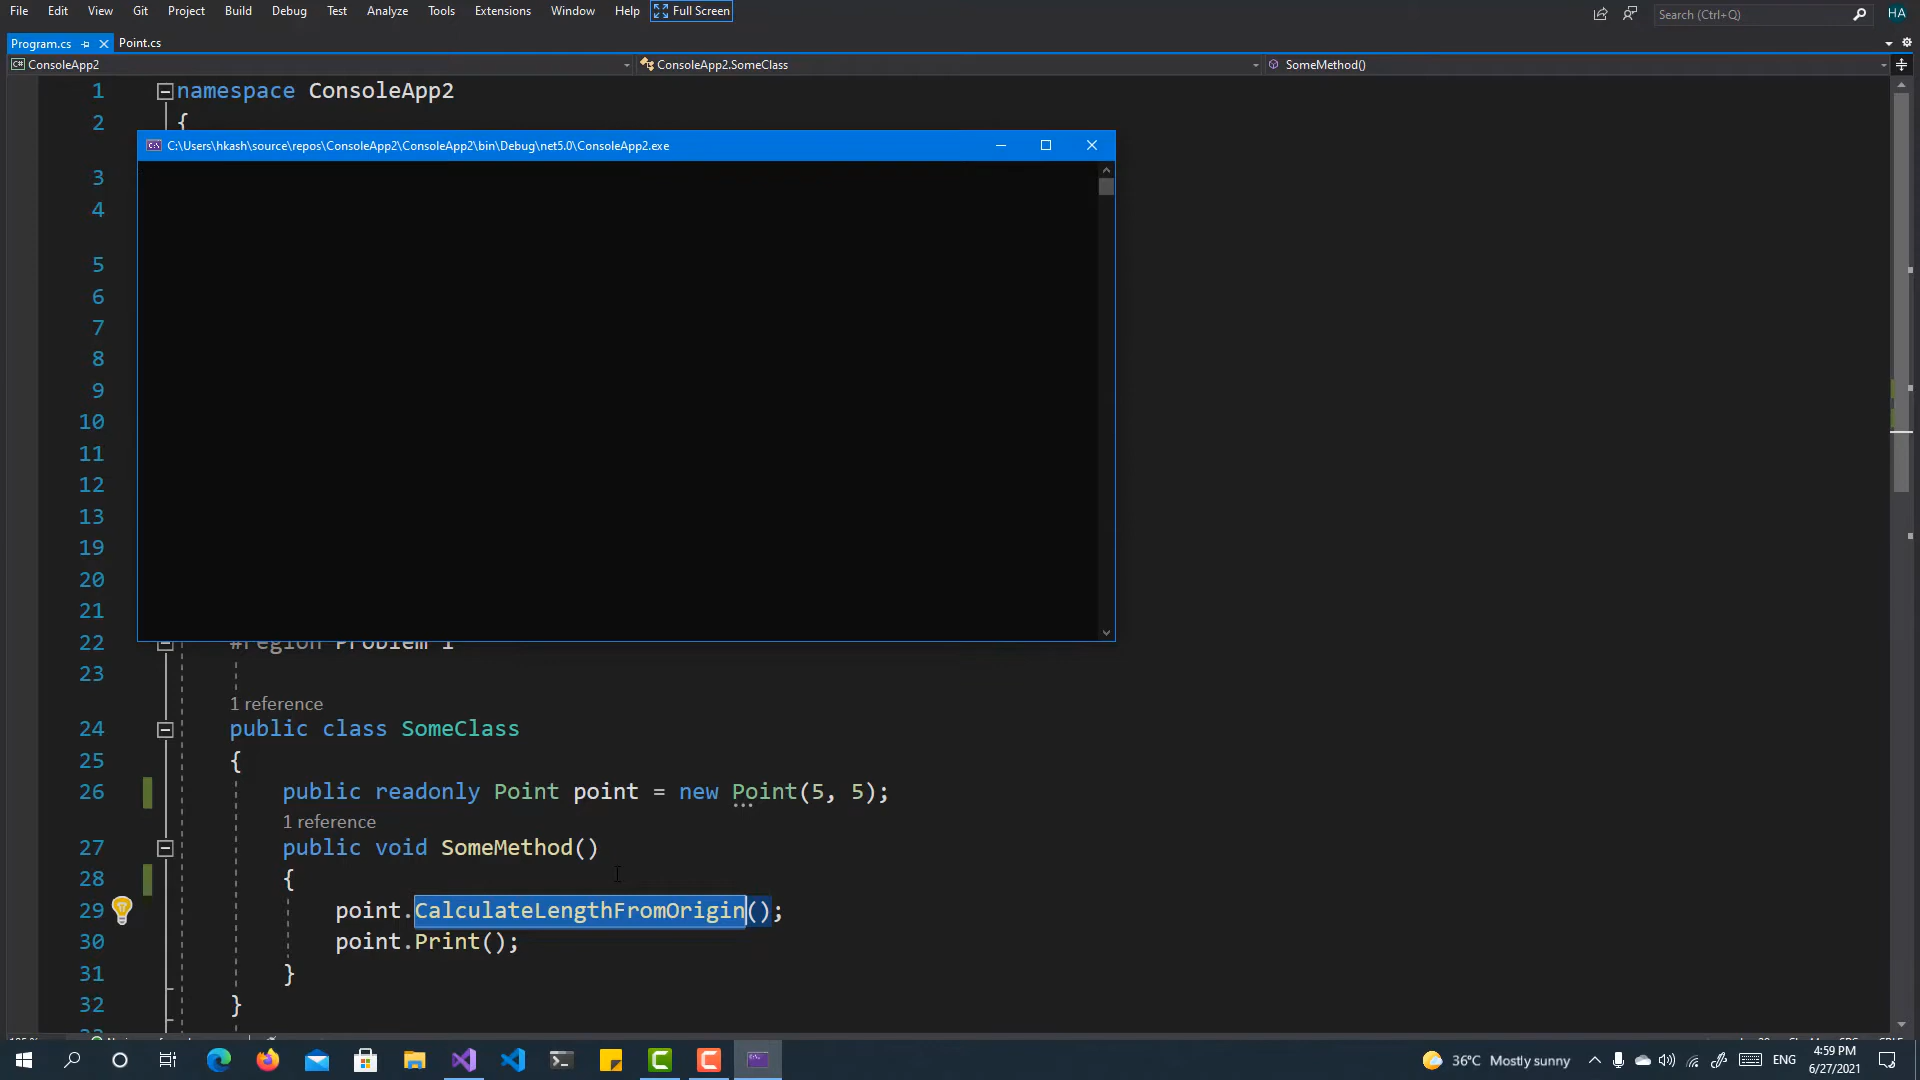 File Edit View Git Project Build Debug Test Analyze Tools Extensions Window Help Full Screen Search (Ctrl+Q) HA
Program.cs Point.cs
C# ConsoleApp2 ConsoleApp2.SomeClass SomeMethod()
1 namespace ConsoleApp2
2 {
C:\Users\hkash\source\repos\ConsoleApp2\ConsoleApp2\bin\Debug\net5.0\ConsoleApp2.exe
3
4
5
6
7
8
9
10
11
12
13
19
20
21
22 #region Problem 1
23
1 reference
24 public class SomeClass
25 {
26 public readonly Point point = new Point(5, 5);
1 reference
27 public void SomeMethod()
28 {
29 point.CalculateLengthFromOrigin();
30 point.Print();
31 }
32 }
36°C Mostly sunny ENG 4:59 PM
6/27/2021